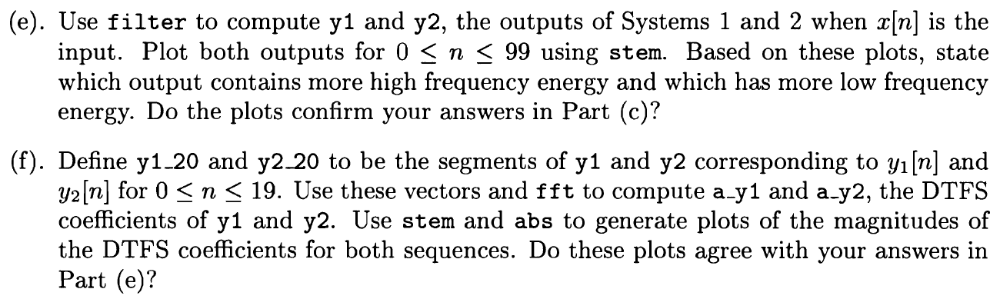 (e). Use filter to compute y1 and y2, the outputs of Systems 1 and 2 when x[n] is the
input. Plot both outputs for 0 ≤ n ≤ 99 using stem. Based on these plots, state
which output contains more high frequency energy and which has more low frequency
energy. Do the plots confirm your answers in Part (c)?
(f). Define y1_20 and y2_20 to be the segments of y1 and y2 corresponding to y₁[n] and
y₂[n] for 0 ≤ n ≤ 19. Use these vectors and fft to compute a_y1 and a_y2, the DTFS
coefficients of y1 and y2. Use stem and abs to generate plots of the magnitudes of
the DTFS coefficients for both sequences. Do these plots agree with your answers in
Part (e)?